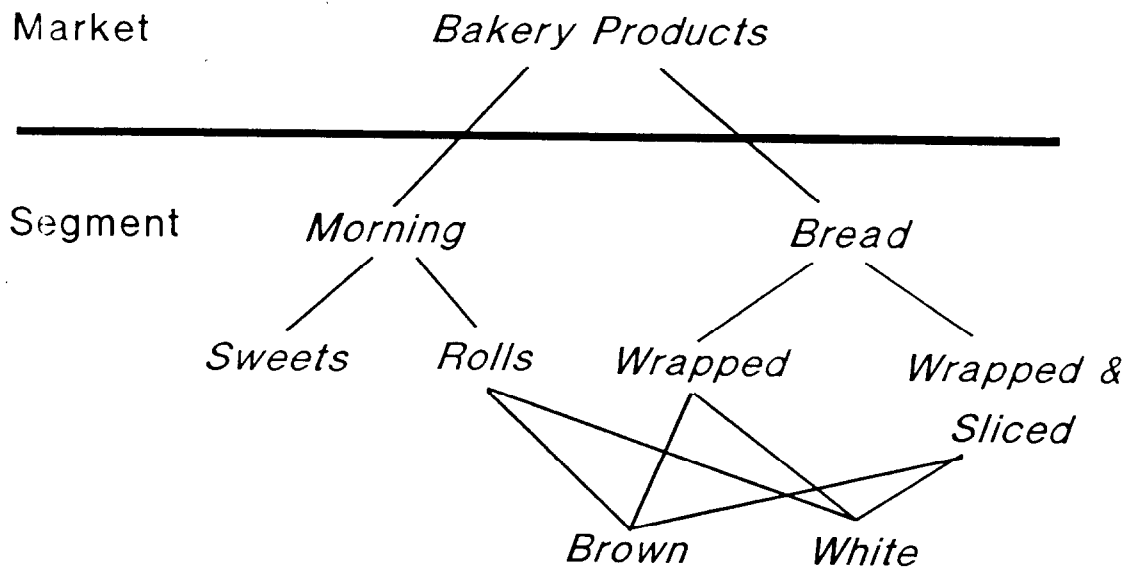 Market Bakery Products
Segment Morning Bread
Sweets Rolls Wrapped Wrapped &
Sliced
Brown White